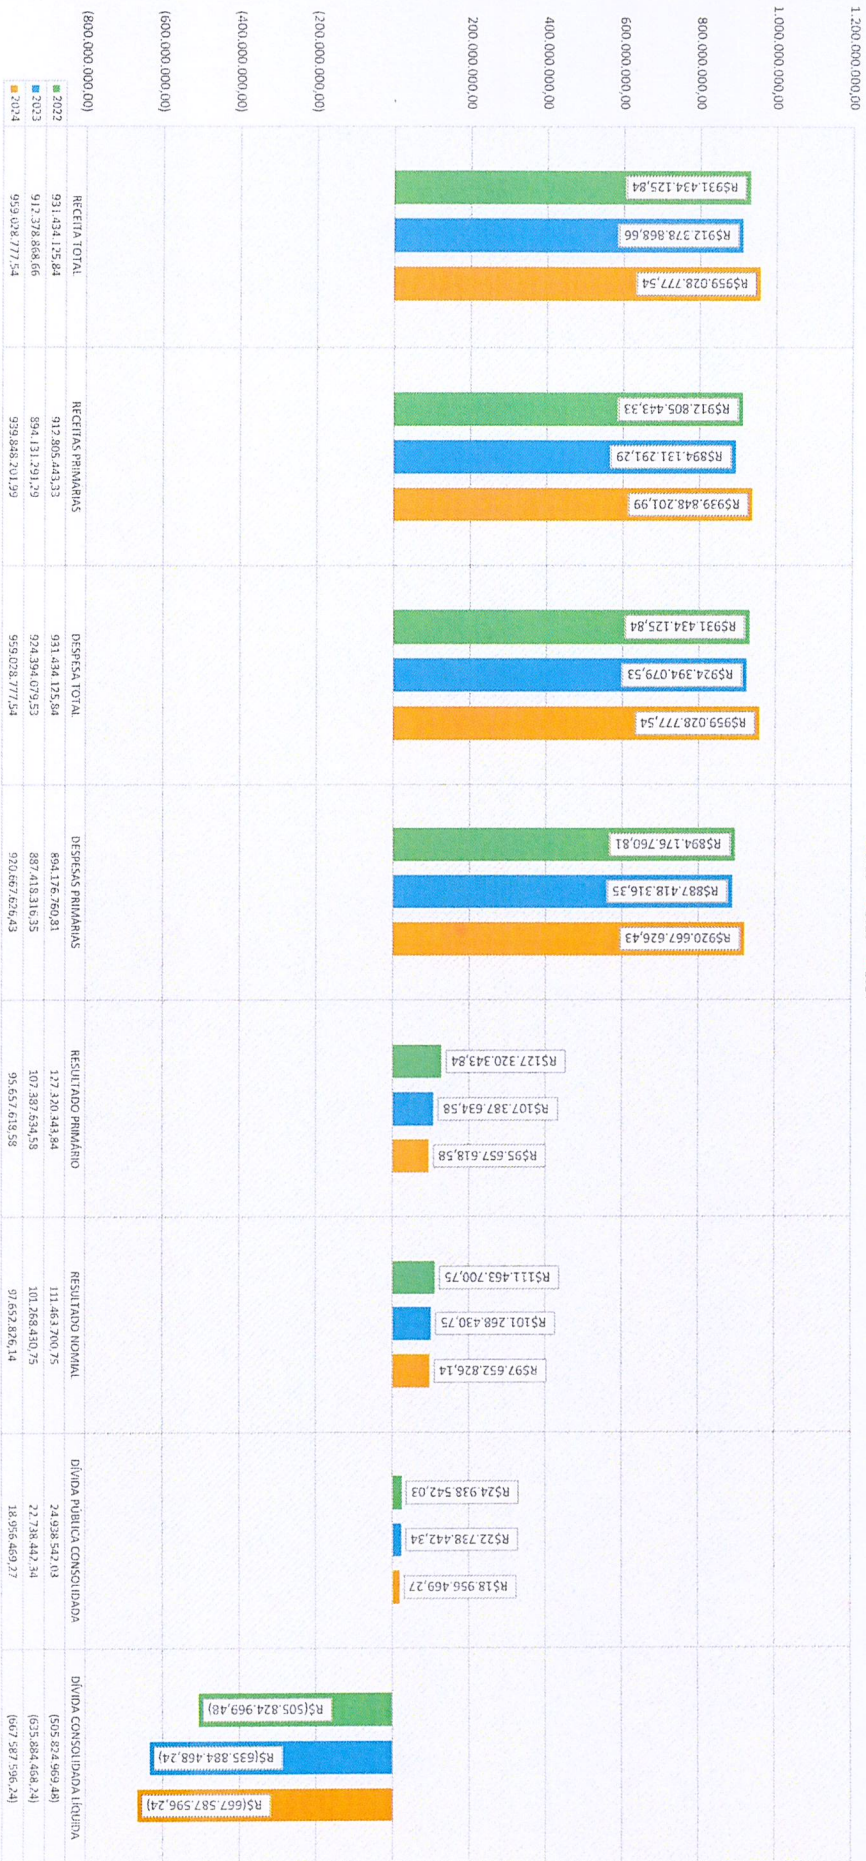 1.200.000.000,00
1.000.000.000,00
800.000.000,00
600.000.000,00
400.000.000,00
200.000.000,00
(200.000.000,00)
(400.000.000,00)
(600.000.000,00)
(800.000.000,00)
R$931.434.125,84
R$912.378.868,66
R$959.028.777,54
R$912.805.443,33
R$894.131.291,29
R$939.848.201,99
R$931.434.125,84
R$924.394.079,53
R$959.028.777,54
R$894.176.760,81
R$887.418.316,35
R$920.667.626,43
R$127.320.343,84
R$107.387.634,58
R$95.657.618,58
R$111.463.700,75
R$101.268.430,75
R$97.652.826,14
R$24.938.542,03
R$22.738.442,34
R$18.956.469,27
R$(505.824.969,48)
R$(635.884.468,24)
R$(667.587.596,24)
RECEITA TOTAL RECEITAS PRIMARIAS DESPESA TOTAL DESPESAS PRIMÁRIAS RESULTADO PRIMÁRIO RESULTADO NOMIAL DÍVIDA PÚBLICA CONSOLIDADA DÍVIDA CONSOLIDADA LÍQUIDA
2022 931.434.125,84 912.805.443,33 931.434.125,84 894.176.760,81 127.320.343,84 111.463.700,75 24.938.542,03 (505.824.969,48)
2023 912.378.868,66 894.131.291,29 924.394.079,53 887.418.316,35 107.387.634,58 101.268.430,75 22.738.442,34 (635.884.468,24)
2024 959.028.777,54 939.848.201,99 959.028.777,54 920.667.626,43 95.657.618,58 97.652.826,14 18.956.469,27 (667.587.596,24)